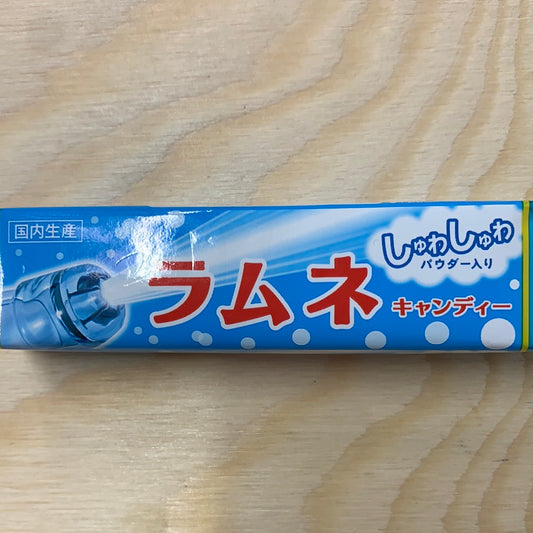 国内生産
ラムネ
しゅわしゅわ
パウダー入り
キャンディー